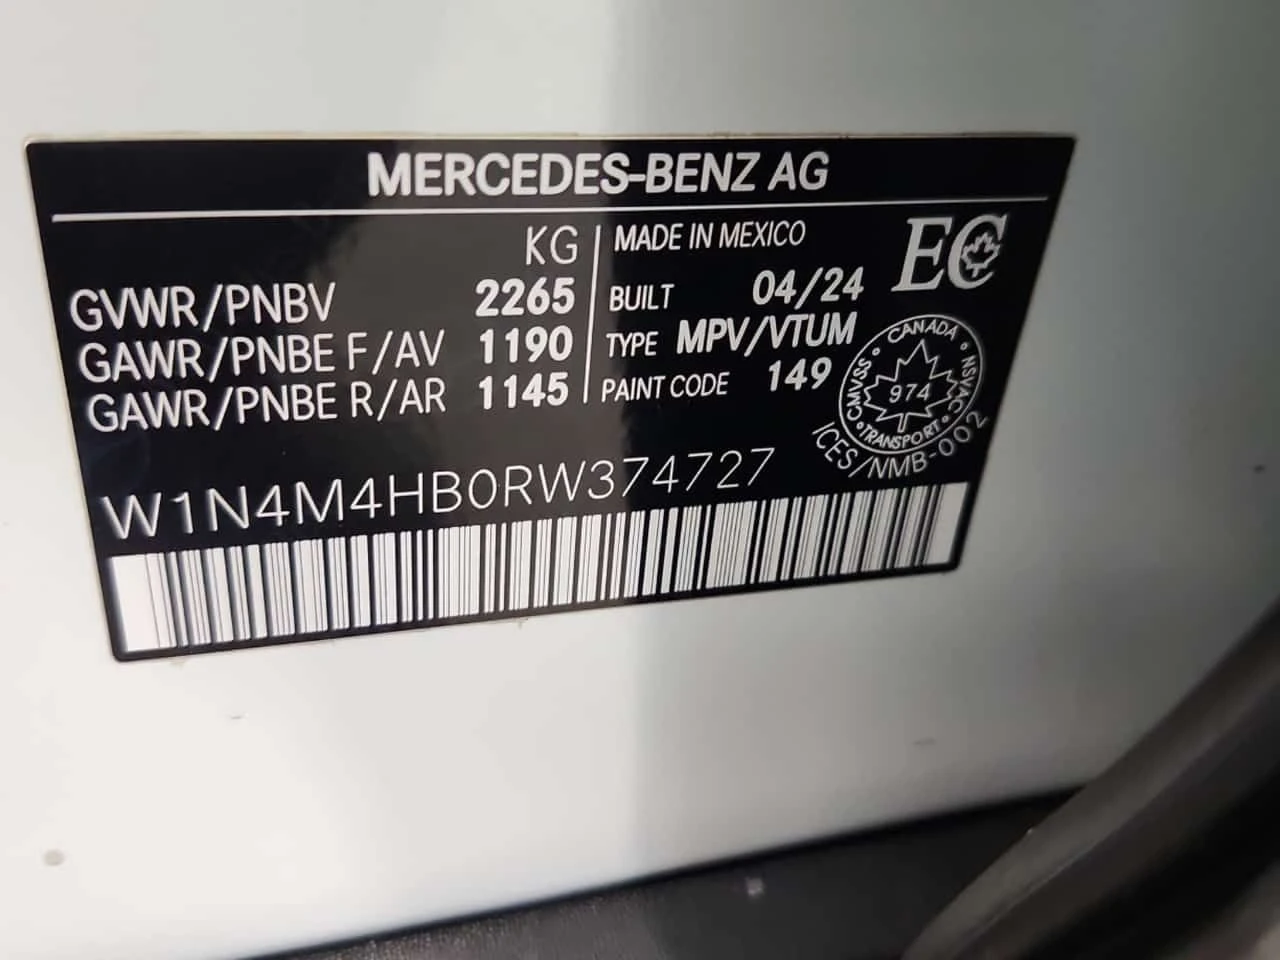 MERCEDES-BENZ AG
KG
GVWR/PNBV 2265
GAWR/PNBE F/AV 1190
GAWR/PNBE R/AR 1145
MADE IN MEXICO
BUILT 04/24
TYPE MPV/VTUM
PAINT CODE 149
EC
CANADA
CMVSS 974 NSVAC
TRANSPORT
ICES/NMB-002
W1N4M4HB0RW374727